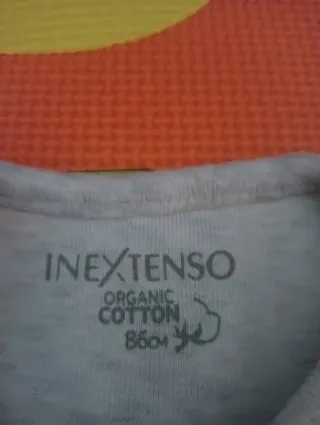 INEXTENSO
ORGANIC
COTTON
86cm